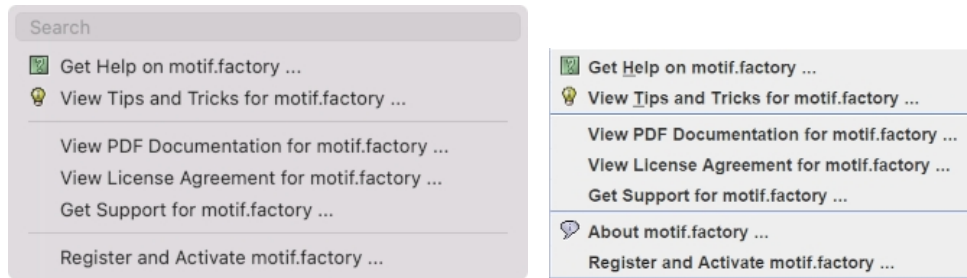 Search
Get Help on motif.factory ...
View Tips and Tricks for motif.factory ...
View PDF Documentation for motif.factory ...
View License Agreement for motif.factory ...
Get Support for motif.factory ...
Register and Activate motif.factory ...
Get Help on motif.factory ...
View Tips and Tricks for motif.factory ...
View PDF Documentation for motif.factory ...
View License Agreement for motif.factory ...
Get Support for motif.factory ...
About motif.factory ...
Register and Activate motif.factory ...